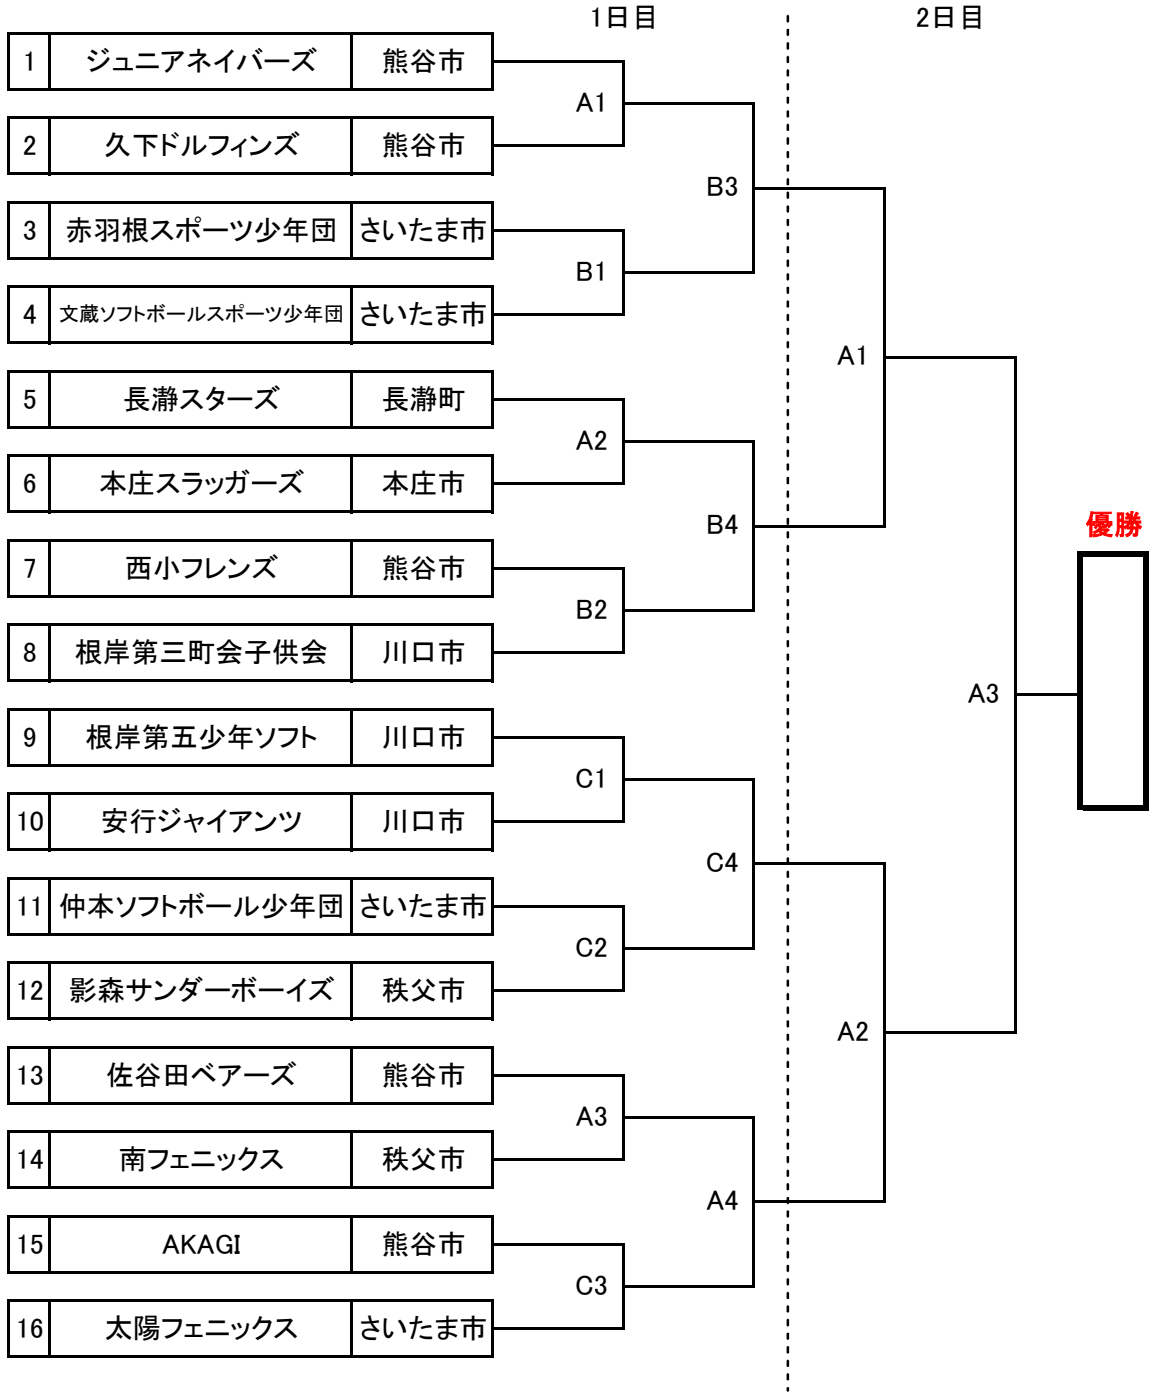 1日目 2日目
1 ジュニアネイバーズ 熊谷市
A1
2 久下ドルフィンズ 熊谷市
B3
3 赤羽根スポーツ少年団 さいたま市
B1
4 文蔵ソフトボールスポーツ少年団 さいたま市
A1
5 長瀞スターズ 長瀞町
A2
6 本庄スラッガーズ 本庄市
B4
優勝
7 西小フレンズ 熊谷市
B2
8 根岸第三町会子供会 川口市
A3
9 根岸第五少年ソフト 川口市
C1
10 安行ジャイアンツ 川口市
C4
11 仲本ソフトボール少年団 さいたま市
C2
12 影森サンダーボーイズ 秩父市
A2
13 佐谷田ベアーズ 熊谷市
A3
14 南フェニックス 秩父市
A4
15 AKAGI 熊谷市
C3
16 太陽フェニックス さいたま市